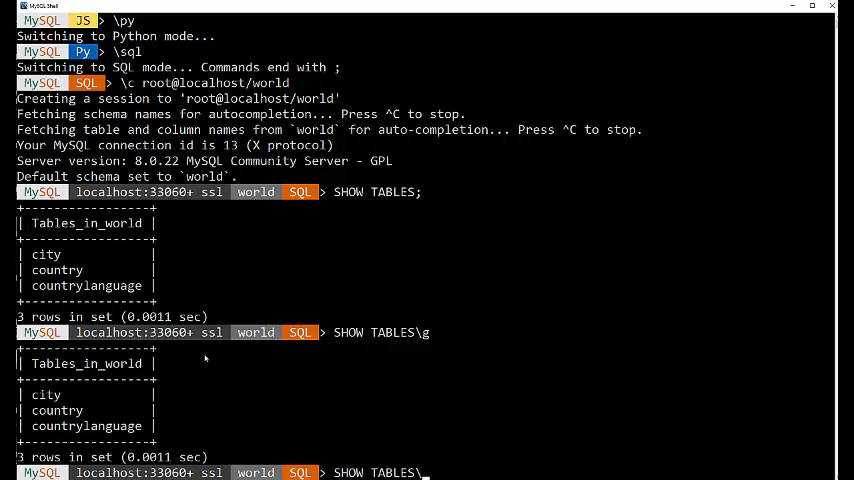 MySQL Shell
MySQL JS > \py
Switching to Python mode...
MySQL Py > \sql
Switching to SQL mode... Commands end with ;
MySQL SQL > \c root@localhost/world
Creating a session to 'root@localhost/world'
Fetching schema names for autocompletion... Press ^C to stop.
Fetching table and column names from `world` for auto-completion... Press ^C to stop.
Your MySQL connection id is 13 (X protocol)
Server version: 8.0.22 MySQL Community Server - GPL
Default schema set to `world`.
MySQL localhost:33060+ ssl world SQL > SHOW TABLES;
+-----------------+
| Tables_in_world |
+-----------------+
| city            |
| country         |
| countrylanguage |
+-----------------+
3 rows in set (0.0011 sec)
MySQL localhost:33060+ ssl world SQL > SHOW TABLES\g
+-----------------+
| Tables_in_world |
+-----------------+
| city            |
| country         |
| countrylanguage |
+-----------------+
3 rows in set (0.0011 sec)
MySQL localhost:33060+ ssl world SQL > SHOW TABLES\_